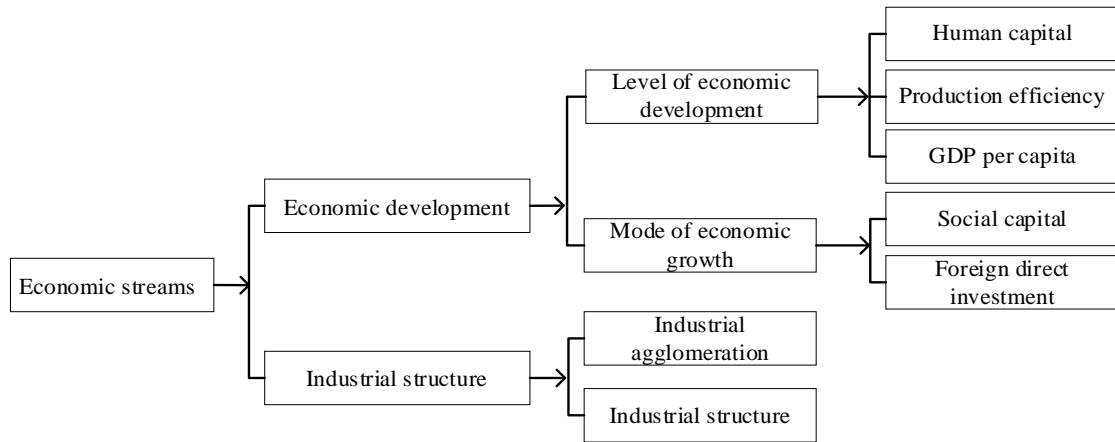 Human capital
Level of economic
development
Production efficiency
GDP per capita
Economic development
Social capital
Mode of economic
growth
Economic streams
Foreign direct
investment
Industrial
agglomeration
Industrial structure
Industrial structure